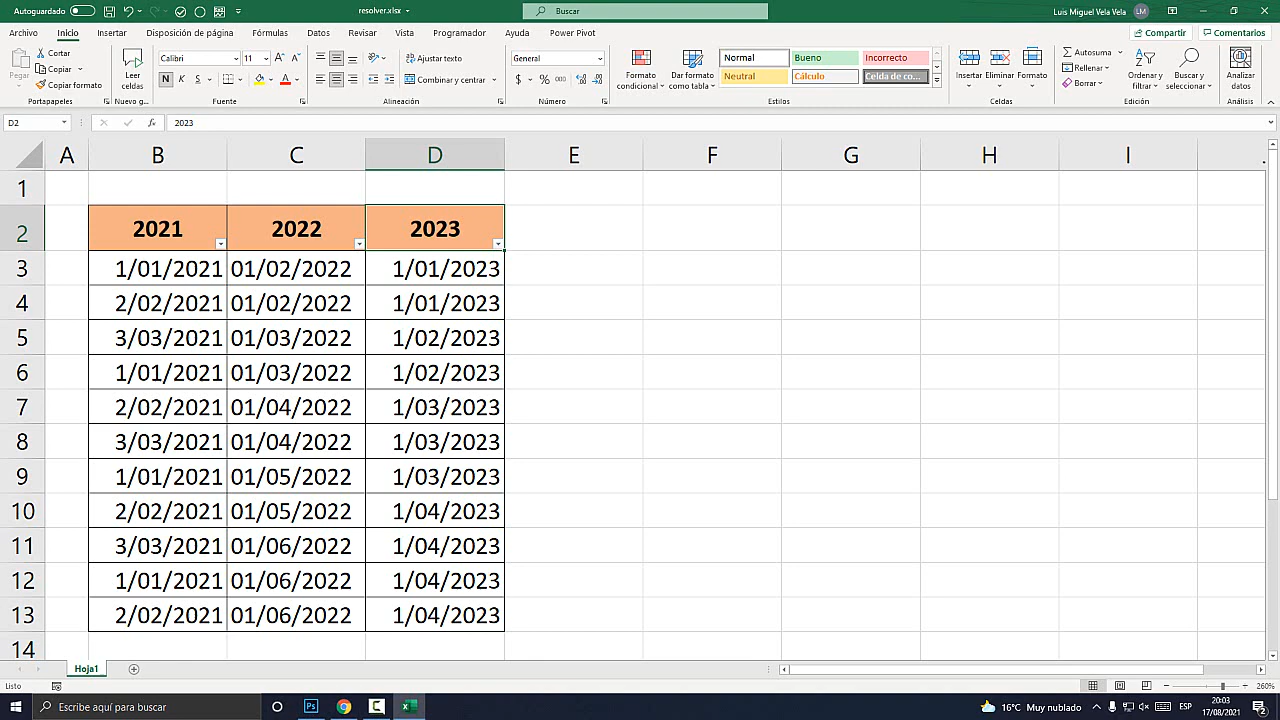 Autoguardado resolver.xlsx Buscar Luis Miguel Vela Vela LM
Archivo Inicio Insertar Disposición de página Fórmulas Datos Revisar Vista Programador Ayuda Power Pivot Compartir Comentarios
Pegar Cortar Copiar Copiar formato Portapapeles
Leer voces Nuevo g...
Calibri 11 N K S Fuente
Ajustar texto Combinar y centrar Alineación
General $ % 000 Número
Formato condicional Dar formato como tabla Normal Bueno Incorrecto Neutral Cálculo Celda de co... Estilos
Insertar Eliminar Formato Celdas
Autosuma Rellenar Borrar Ordenar y filtrar Buscar y seleccionar Edición
Analizar datos Análisis
D2 fx 2023
A B C D E F G H I
1
2 2021 2022 2023
3 1/01/2021 01/02/2022 1/01/2023
4 2/02/2021 01/02/2022 1/01/2023
5 3/03/2021 01/03/2022 1/02/2023
6 1/01/2021 01/03/2022 1/02/2023
7 2/02/2021 01/04/2022 1/03/2023
8 3/03/2021 01/04/2022 1/03/2023
9 1/01/2021 01/05/2022 1/03/2023
10 2/02/2021 01/05/2022 1/04/2023
11 3/03/2021 01/06/2022 1/04/2023
12 1/01/2021 01/06/2022 1/04/2023
13 2/02/2021 01/06/2022 1/04/2023
14
Hoja1
Listo 260%
Escribe aquí para buscar Ps 16°C Muy nublado ESP 20:03
17/08/2021 2